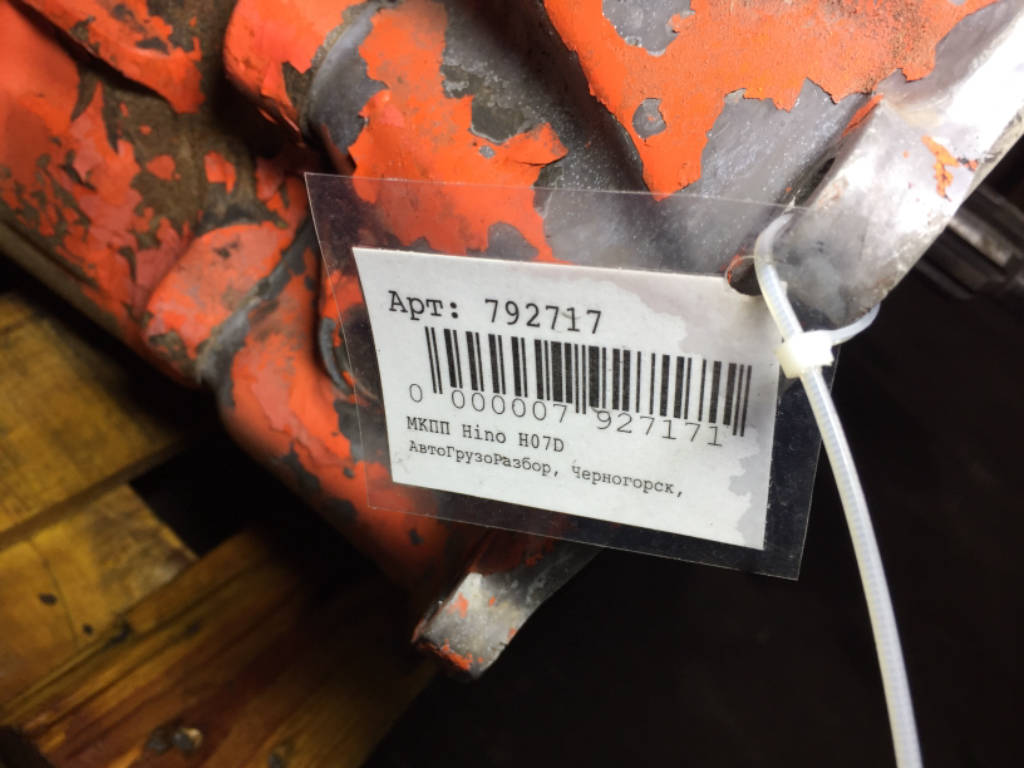 Арт: 792717
0 000007 927171
МКПП Hino H07D
АвтоГрузоРазбор, Черногорск,